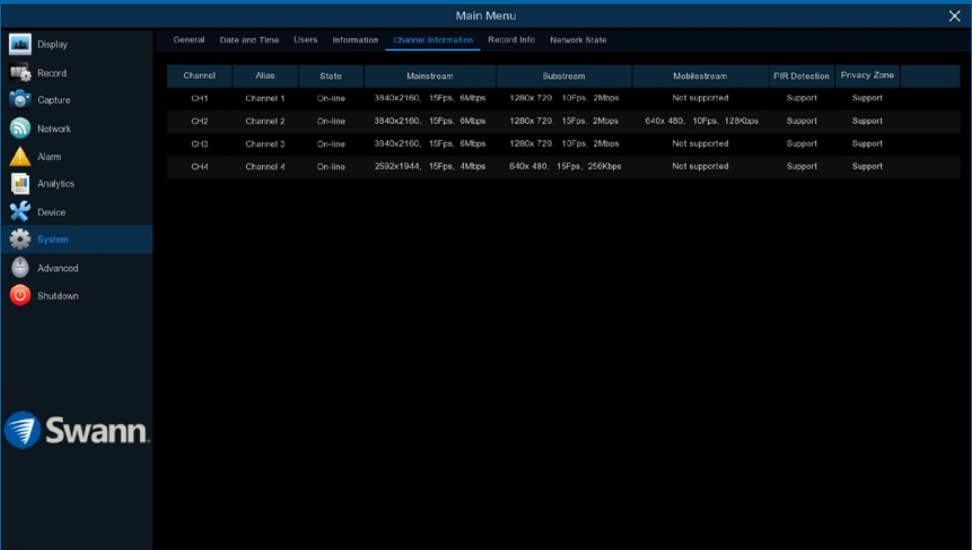 Main Menu
Display
Record
Capture
Network
Alarm
Analytics
Device
System
Advanced
Shutdown
Swann.
General Date and Time Users Information Channel Information Record Info Network State
Channel Alias State Mainstream Substream Mobilestream PIR Detection Privacy Zone
CH1 Channel 1 On-line 3840x2160, 15Fps, 6Mbps 1280x 720, 10Fps, 2Mbps Not supported Support Support
CH2 Channel 2 On-line 3840x2160, 15Fps, 6Mbps 1280x 720, 15Fps, 2Mbps 640x 480, 10Fps, 128Kbps Support Support
CH3 Channel 3 On-line 3840x2160, 15Fps, 6Mbps 1280x 720, 10Fps, 2Mbps Not supported Support Support
CH4 Channel 4 On-line 2592x1944, 15Fps, 4Mbps 640x 480, 15Fps, 256Kbps Not supported Support Support